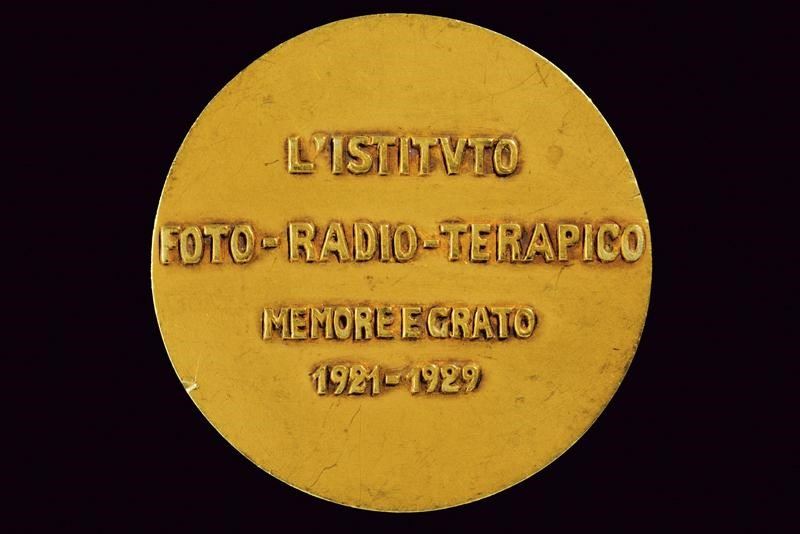 L'ISTITVTO
FOTO-RADIO-TERAPICO
MEMORE E GRATO
1921-1929